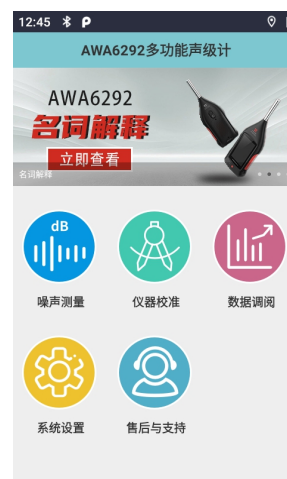 12:45
AWA6292多功能声级计
AWA6292
名词解释
立即查看
名词解释
dB
噪声测量
仪器校准
数据调阅
系统设置
售后与支持